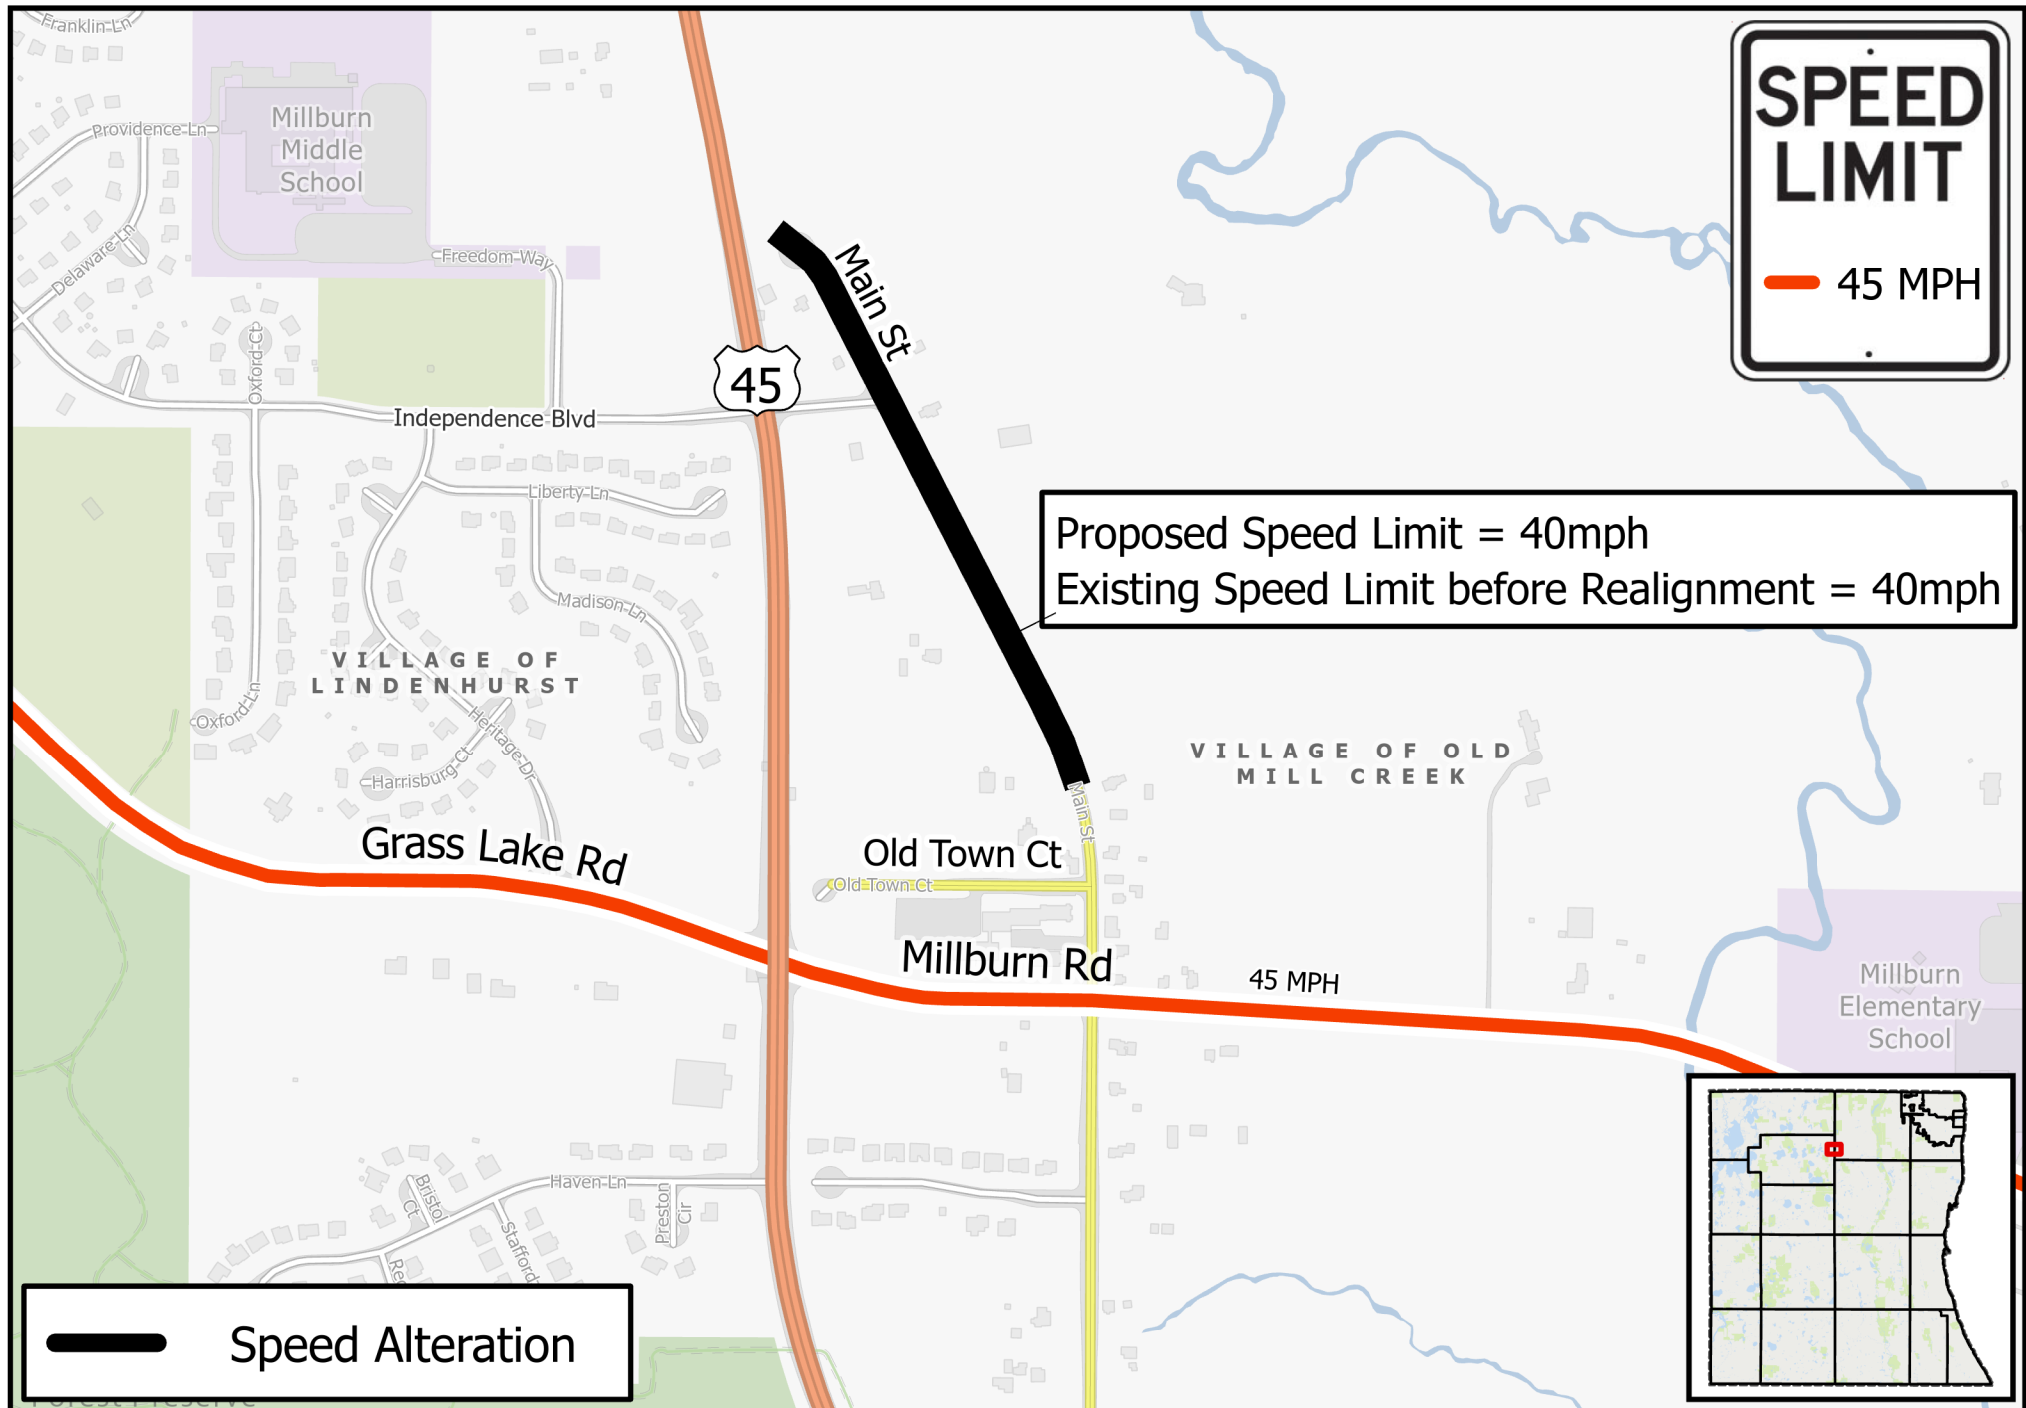 Franklin Ln
Providence Ln
Millburn
Middle
School
Delaware Ln
Freedom Way
Oxford Ct
Independence Blvd
45
Main St
SPEED
LIMIT
45 MPH
Liberty Ln
Madison Ln
Proposed Speed Limit = 40mph
Existing Speed Limit before Realignment = 40mph
VILLAGE OF
LINDENHURST
Oxford Ln
Heritage Dr
Harrisburg Ct
VILLAGE OF OLD
MILL CREEK
Main St
Grass Lake Rd
Old Town Ct
Old Town Ct
Millburn Rd
45 MPH
Millburn
Elementary
School
Haven Ln
Bristol
Ct
Preston
Cir
Stafford
Speed Alteration
Forest Preserve